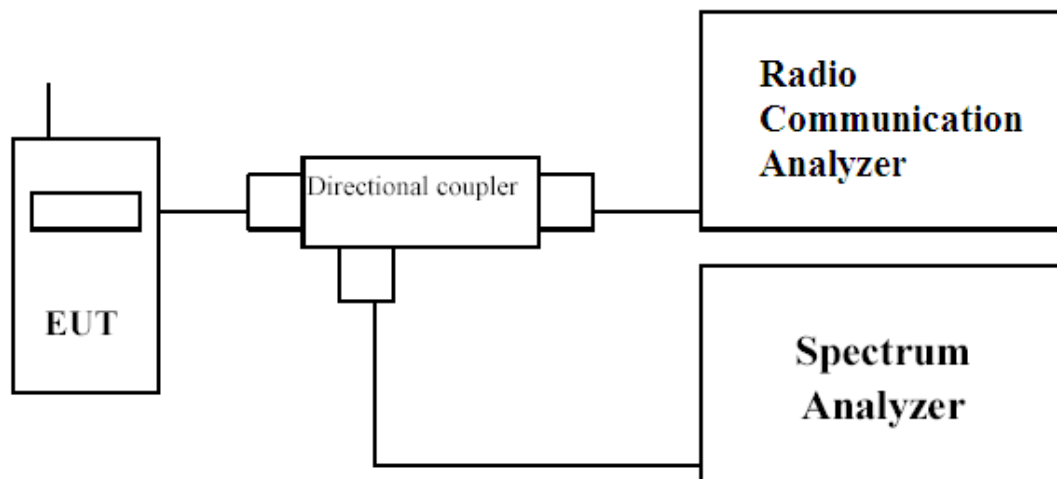 Radio
Communication
Analyzer
Directional coupler
EUT
Spectrum
Analyzer